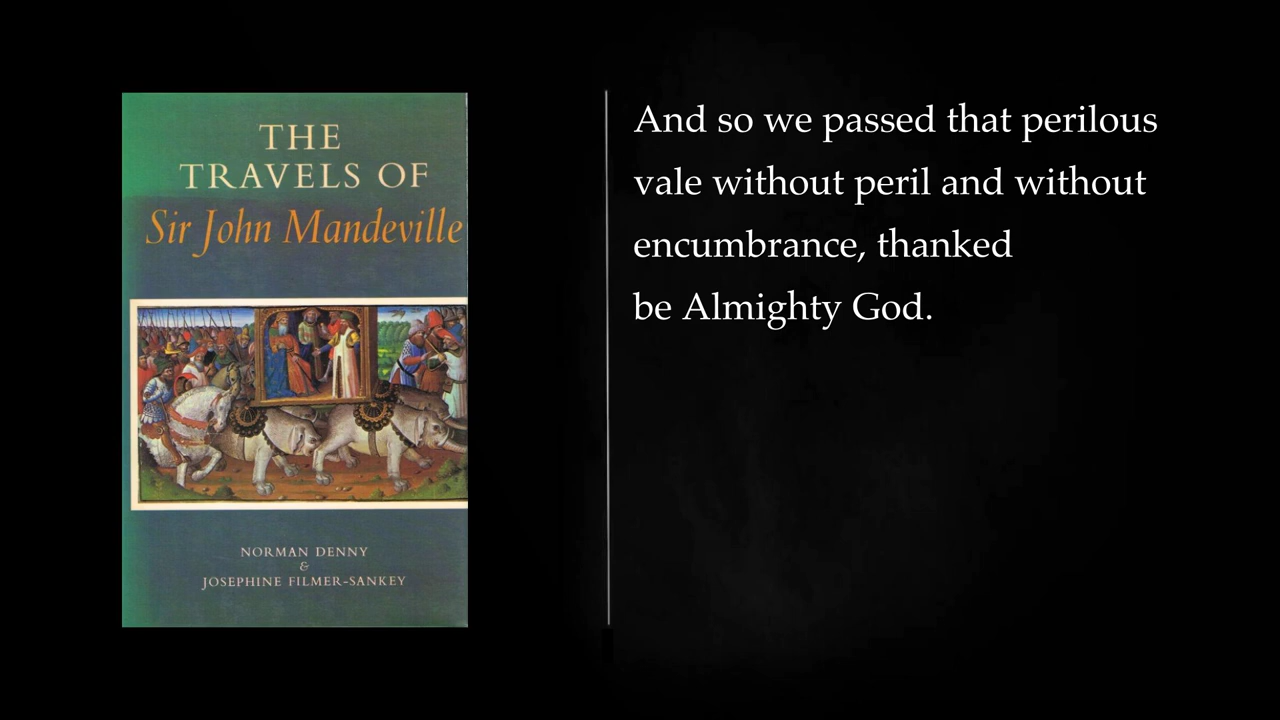 THE
TRAVELS OF
Sir John Mandeville
NORMAN DENNY
&
JOSEPHINE FILMER-SANKEY
And so we passed that perilous
vale without peril and without
encumbrance, thanked
be Almighty God.